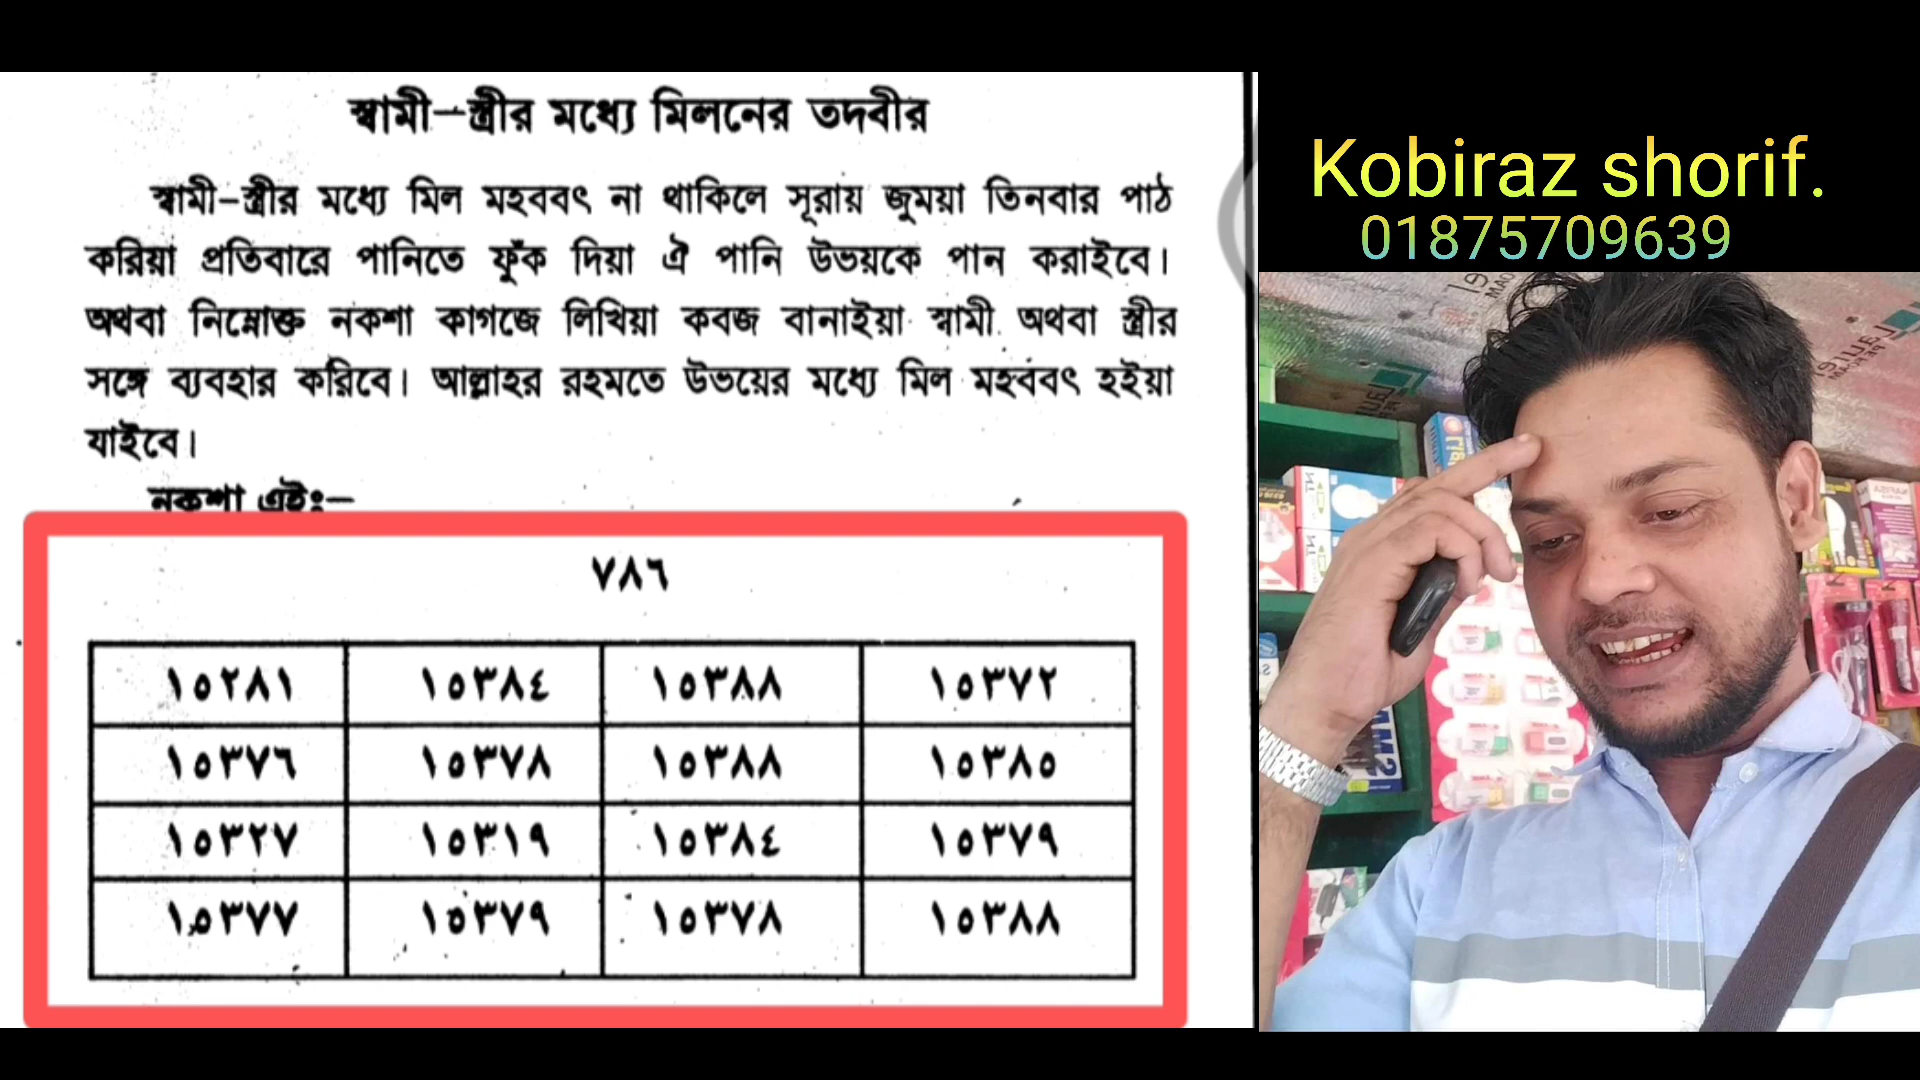 স্বামী-স্ত্রীর মধ্যে মিলনের তদবীর
স্বামী-স্ত্রীর মধ্যে মিল মহববৎ না থাকিলে সূরায় জুময়া তিনবার পাঠ
করিয়া প্রতিবারে পানিতে ফুঁক দিয়া ঐ পানি উভয়কে পান করাইবে।
অথবা নিম্নোক্ত নকশা কাগজে লিখিয়া কবজ বানাইয়া স্বামী অথবা স্ত্রীর
সঙ্গে ব্যবহার করিবে। আল্লাহর রহমতে উভয়ের মধ্যে মিল মহববৎ হইয়া
যাইবে।
নকশা এইঃ-
٧٨٦
١٥٢٨١ ١٥٣٨٤ ١٥٣٨٨ ١٥٣٧٢
١٥٣٧٦ ١٥٣٧٨ ١٥٣٨٨ ١٥٣٨٥
١٥٣٢٧ ١٥٣١٩ ١٥٣٨٤ ١٥٣٧٩
١٥٣٧٧ ١٥٣٧٩ ١٥٣٧٨ ١٥٣٨٨
Kobiraz shorif.
01875709639